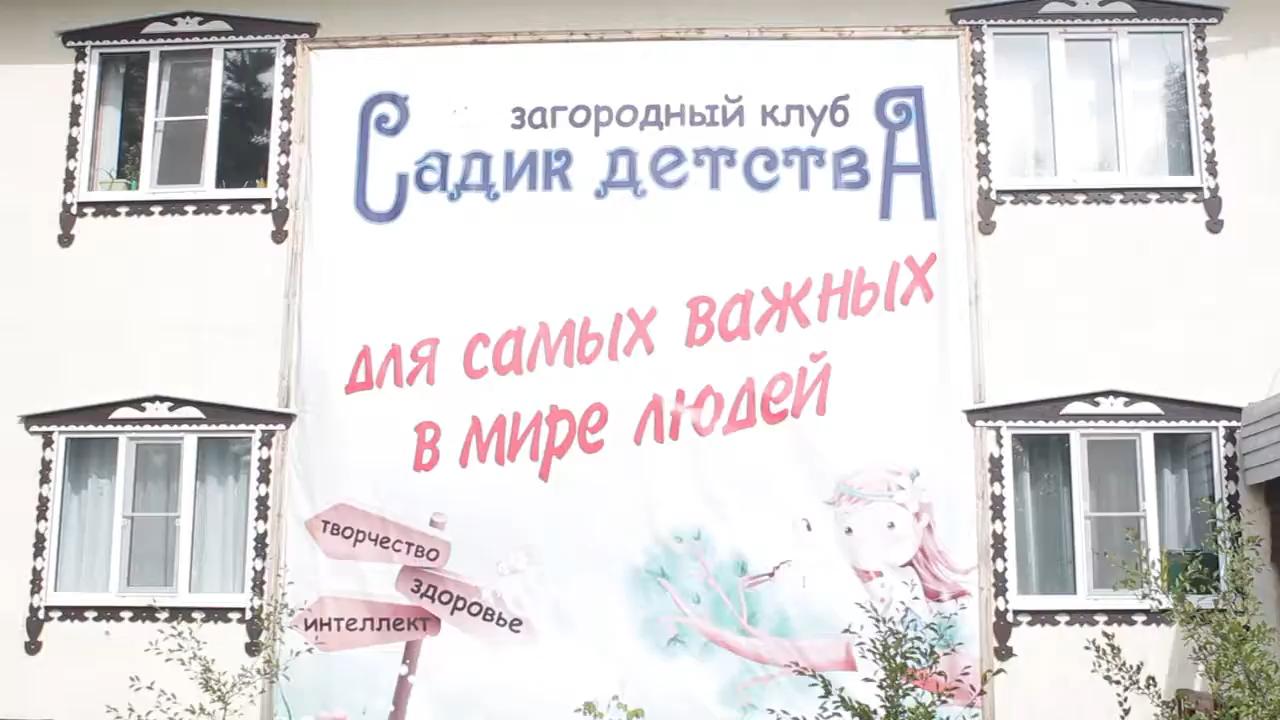 загородный клуб
Садик детствА
для самых важных
в мире людей
творчество
здоровье
интеллект